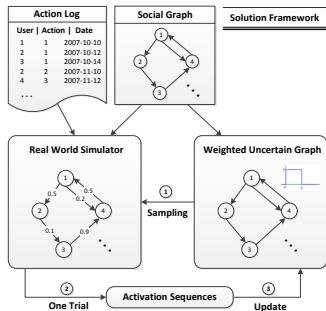 Action Log
User | Action | Date
1 1 2007-10-10
2 1 2007-10-12
3 1 2007-10-14
2 2 2007-11-10
4 3 2007-11-12
...
Social Graph
1
2
4
3
...
Solution Framework
Real World Simulator
1
0.5
0.5
0.2
2
4
0.1
0.9
3
...
Weighted Uncertain Graph
1
2
4
3
...
1
Sampling
2
One Trial
Activation Sequences
3
Update